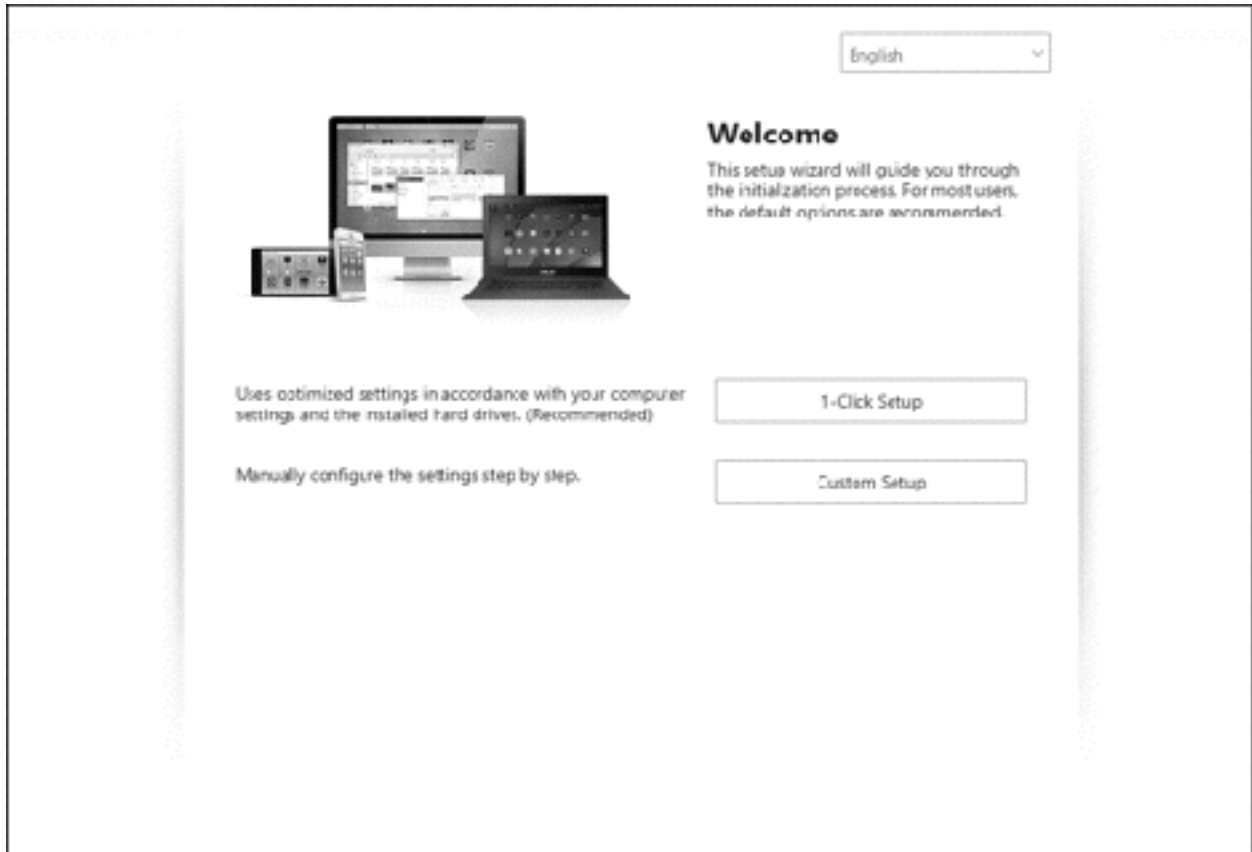 English
Welcome
This setup wizard will guide you through
the initialization process. For most users,
the default options are recommended.
Uses optimized settings in accordance with your computer
settings and the installed hard drives. (Recommended)
1-Click Setup
Manually configure the settings step by step.
Custom Setup